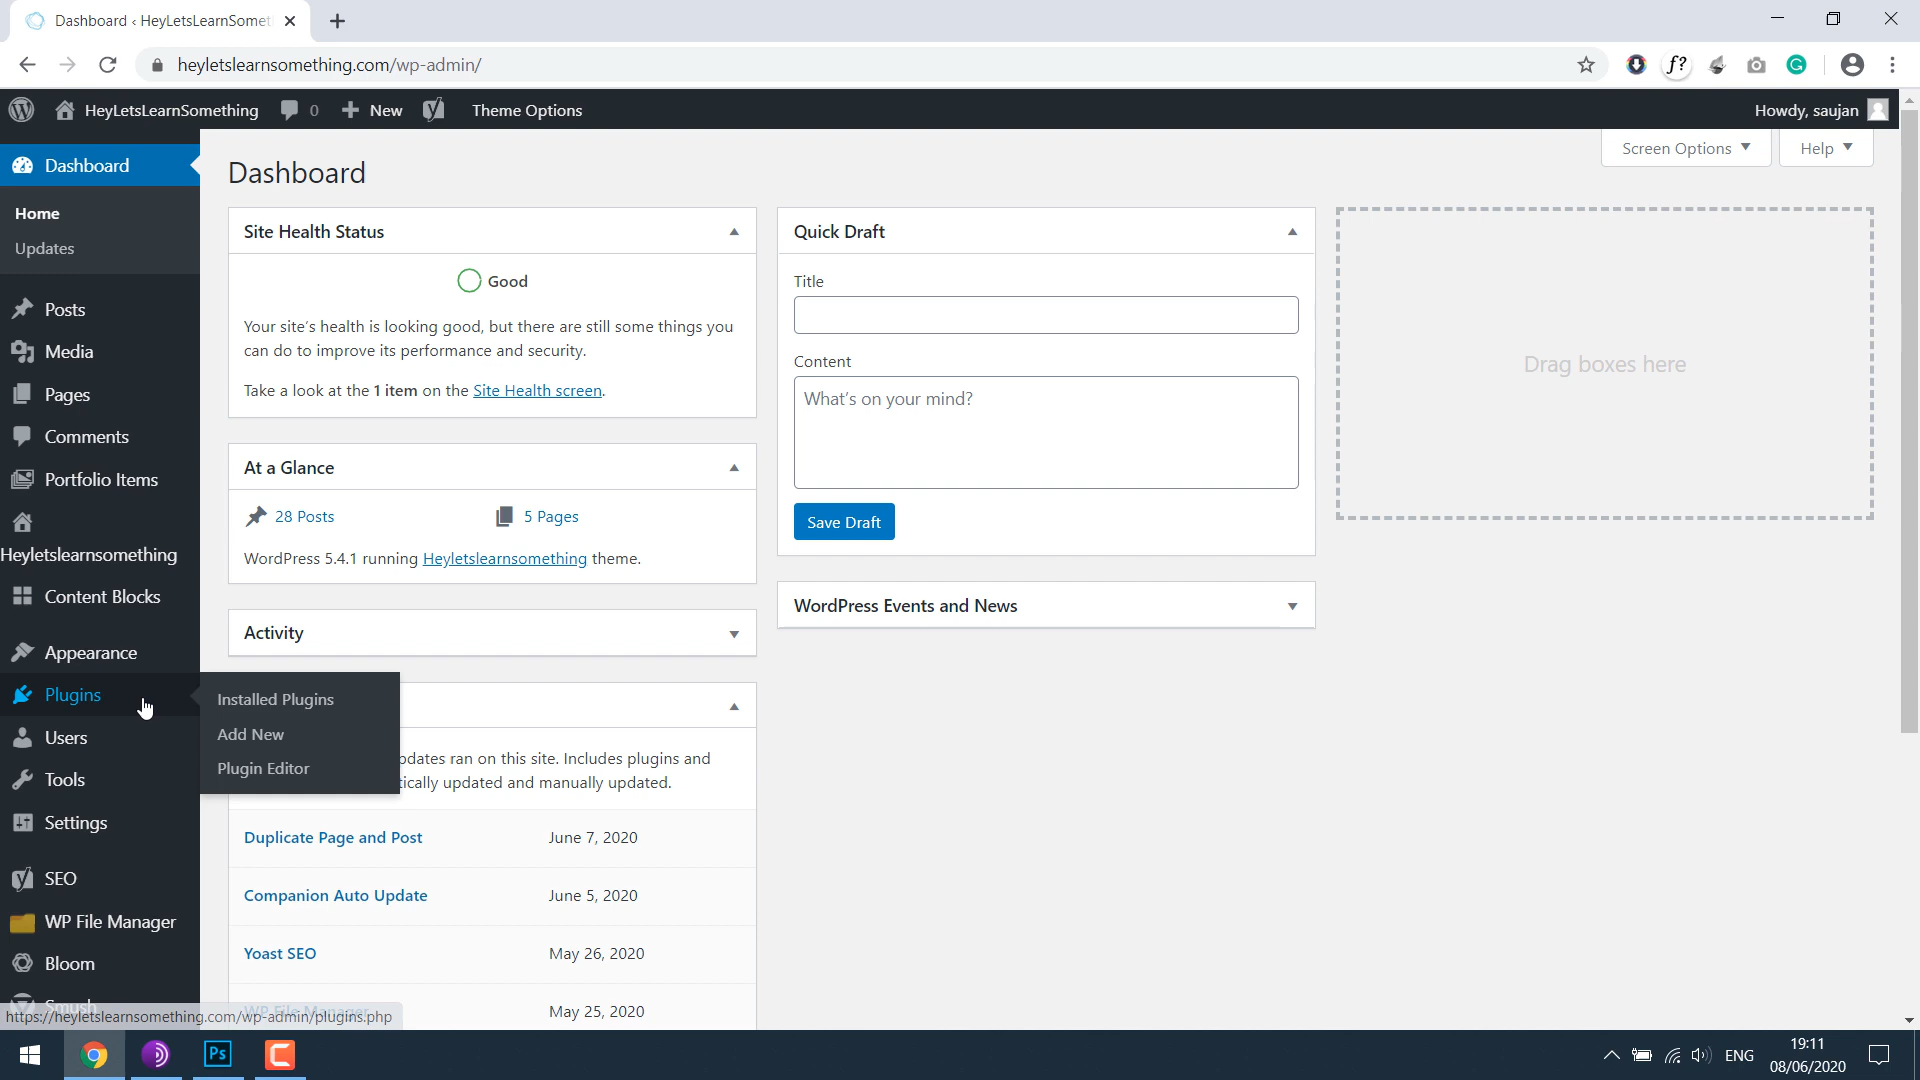 Dashboard ‹ HeyLetsLearnSomet
heyletslearnsomething.com/wp-admin/
f?
HeyLetsLearnSomething
0
New
Theme Options
Howdy, saujan
Screen Options
Help
Dashboard
Home
Updates
Posts
Media
Pages
Comments
Portfolio Items
Heyletslearnsomething
Content Blocks
Appearance
Plugins
Users
Tools
Settings
SEO
WP File Manager
Bloom
Smush
Installed Plugins
Add New
Plugin Editor
Dashboard
Site Health Status
Good
Your site's health is looking good, but there are still some things you
can do to improve its performance and security.
Take a look at the 1 item on the Site Health screen.
At a Glance
28 Posts
5 Pages
WordPress 5.4.1 running Heyletslearnsomething theme.
Activity
pdates ran on this site. Includes plugins and
tically updated and manually updated.
Duplicate Page and Post
June 7, 2020
Companion Auto Update
June 5, 2020
Yoast SEO
May 26, 2020
WP File Manager
May 25, 2020
Quick Draft
Title
Content
What's on your mind?
Save Draft
WordPress Events and News
Drag boxes here
https://heyletslearnsomething.com/wp-admin/plugins.php
Ps
ENG
19:11
08/06/2020